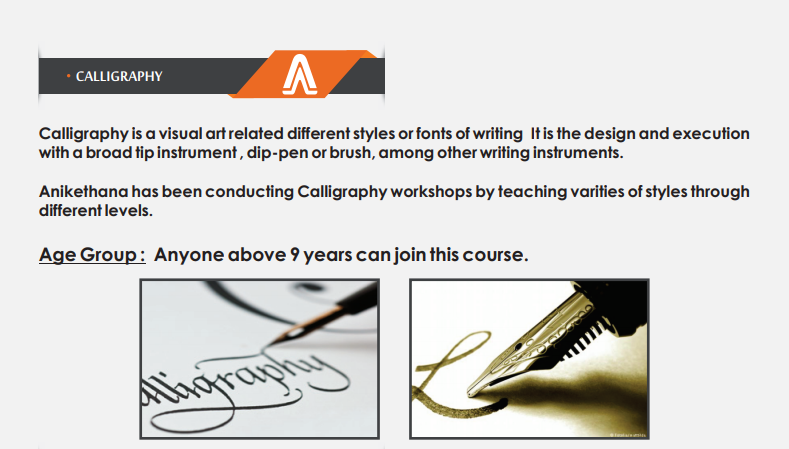 • CALLIGRAPHY
Calligraphy is a visual art related different styles or fonts of writing It is the design and execution
with a broad tip instrument , dip-pen or brush, among other writing instruments.
Anikethana has been conducting Calligraphy workshops by teaching varities of styles through
different levels.
Age Group : Anyone above 9 years can join this course.
Calligraphy